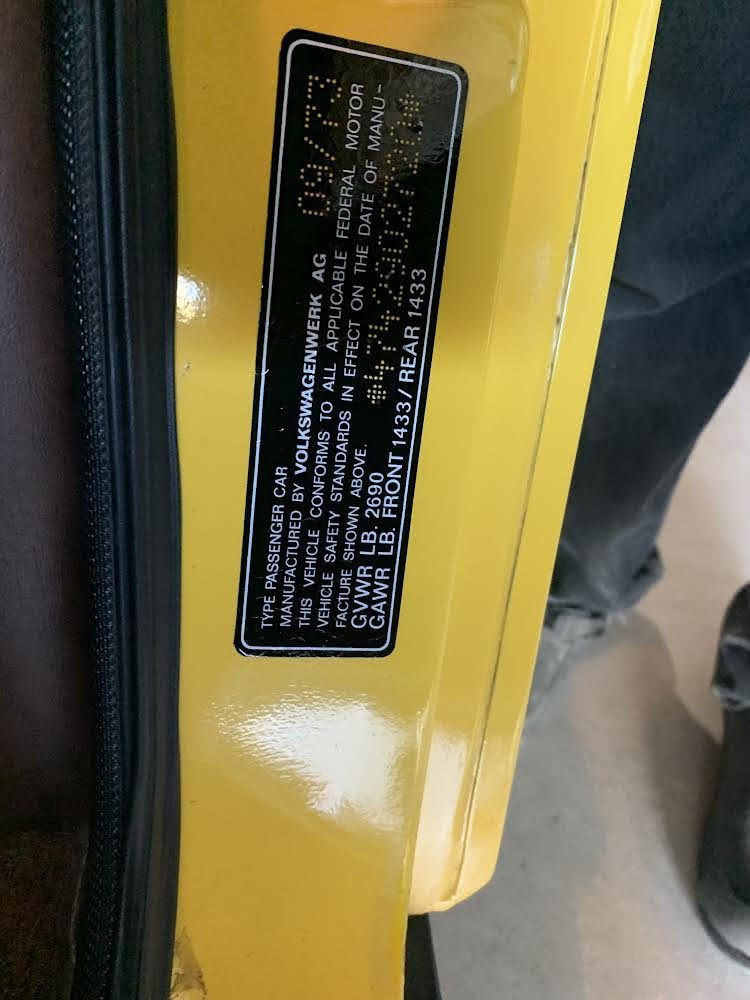 TYPE PASSENGER CAR
MANUFACTURED BY VOLKSWAGENWERK AG 09/73
THIS VEHICLE CONFORMS TO ALL APPLICABLE FEDERAL MOTOR
VEHICLE SAFETY STANDARDS IN EFFECT ON THE DATE OF MANU-
FACTURE SHOWN ABOVE.
GVWR LB. 2690
GAWR LB. FRONT 1433 / REAR 1433